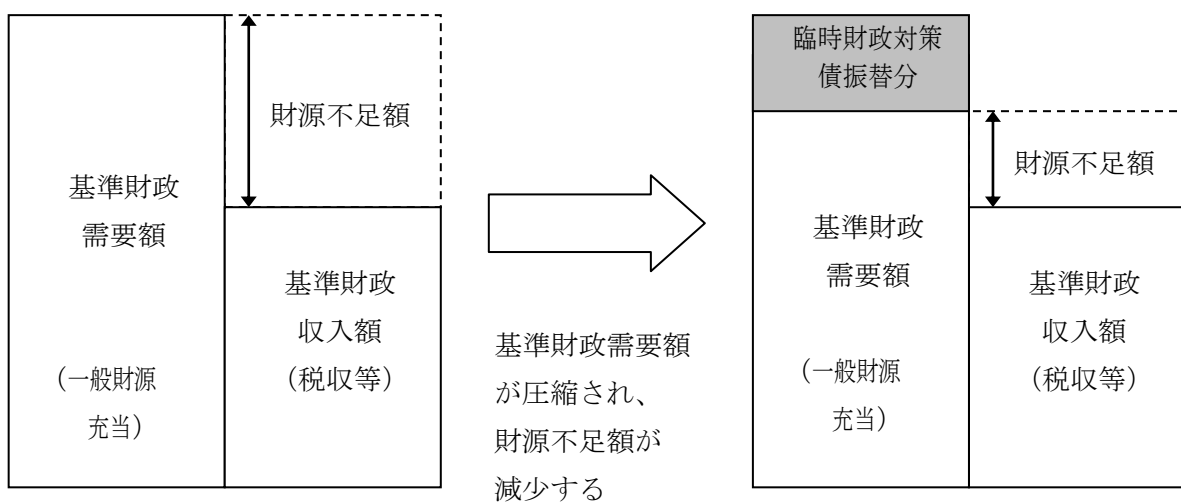 財源不足額
基準財政
需要額
基準財政
収入額
(税収等)
(一般財源
充当)
基準財政需要額
が圧縮され、
財源不足額が
減少する
臨時財政対策
債振替分
財源不足額
基準財政
需要額
基準財政
収入額
(税収等)
(一般財源
充当)